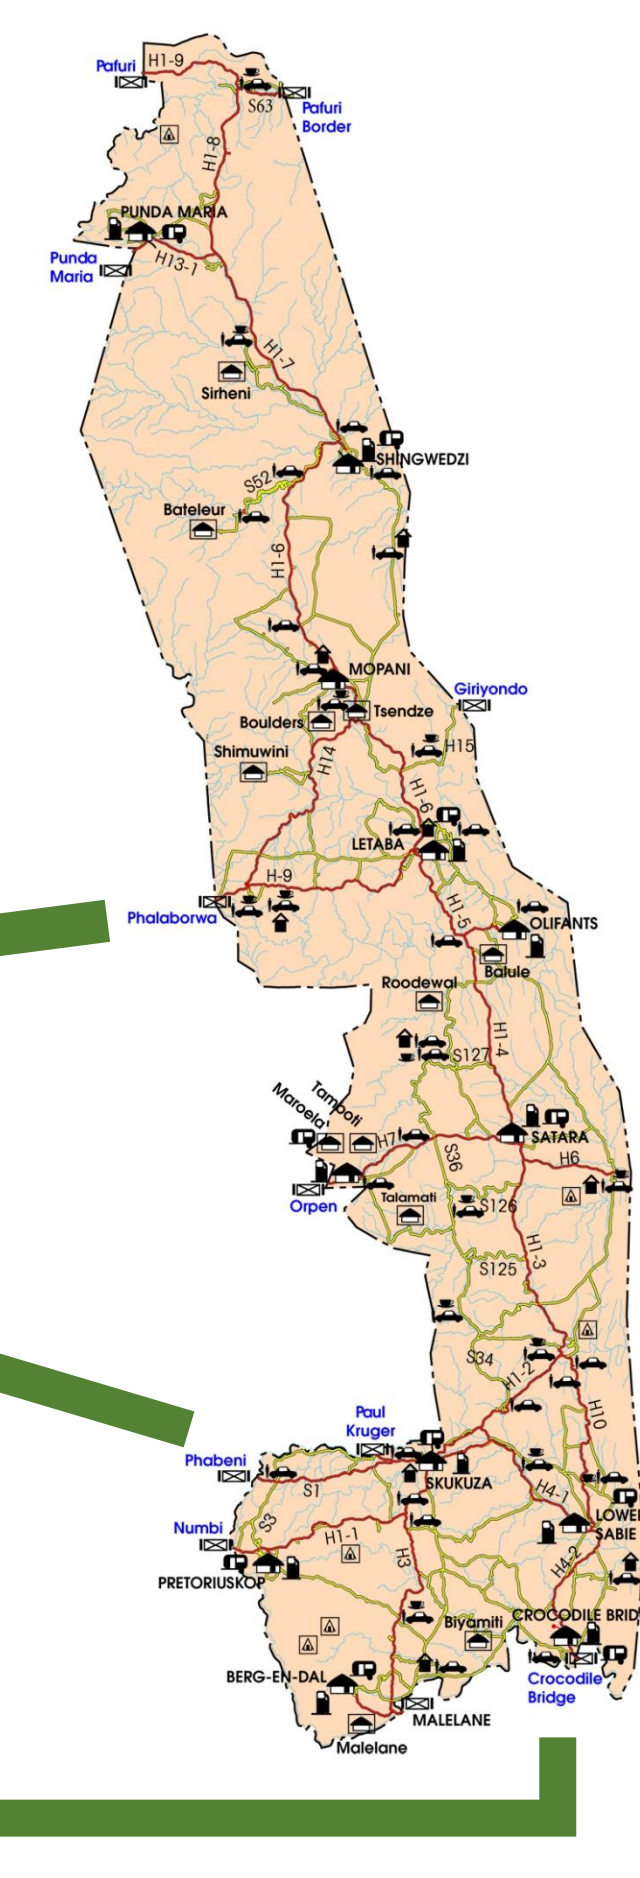 Pafuri
H1-9
S63
Pafuri
Border
H1-8
PUNDA MARIA
Punda
Maria
H13-1
H1-7
Sirheni
SHINGWEDZI
S52
Bateleur
H1-6
MOPANI
Giriyondo
Tsendze
Boulders
Shimuwini
H15
H14
H1-6
LETABA
H-9
Phalaborwa
H1-5
OLIFANTS
Balule
Roodewal
H1-4
S127
Tamboti
Maroela
SATARA
H7
S36
H6
Orpen
Talamati
S126
H1-3
S125
S34
H1-2
H10
Paul
Kruger
Phabeni
SKUKUZA
S1
H4-1
LOWE
SABIE
Numbi
S3
H1-1
H3
H4-2
PRETORIUSKOP
Biyamiti
CROCODILE BRID
BERG-EN-DAL
Crocodile
Bridge
MALELANE
Malelane